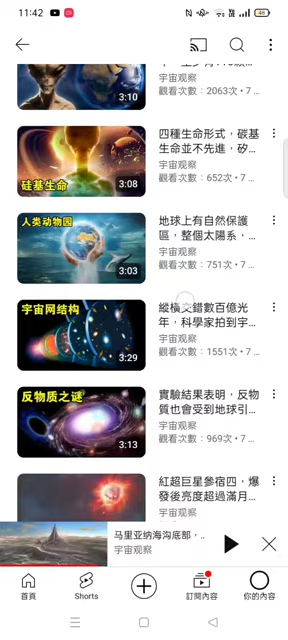 11:42
48
3:10
宇宙观察
觀看次數：2063次 • 7 ...
四種生命形式，碳基
生命並不先進，矽...
宇宙观察
觀看次數：652次 • 7 ...
硅基生命
3:08
人类动物园
地球上有自然保護
區，整個太陽系，...
宇宙观察
觀看次數：751次 • 7 ...
3:03
宇宙网结构
縱橫交錯數百億光
年，科學家拍到宇...
宇宙观察
觀看次數：1551次 • 7 ...
3:29
反物质之谜
實驗結果表明，反物
質也會受到地球引...
宇宙观察
觀看次數：969次 • 7 ...
3:13
紅超巨星參宿四，爆
發後亮度超過滿月...
宇宙观察
马里亚纳海沟底部，..
宇宙观察
首頁
Shorts
訂閱內容
你的內容